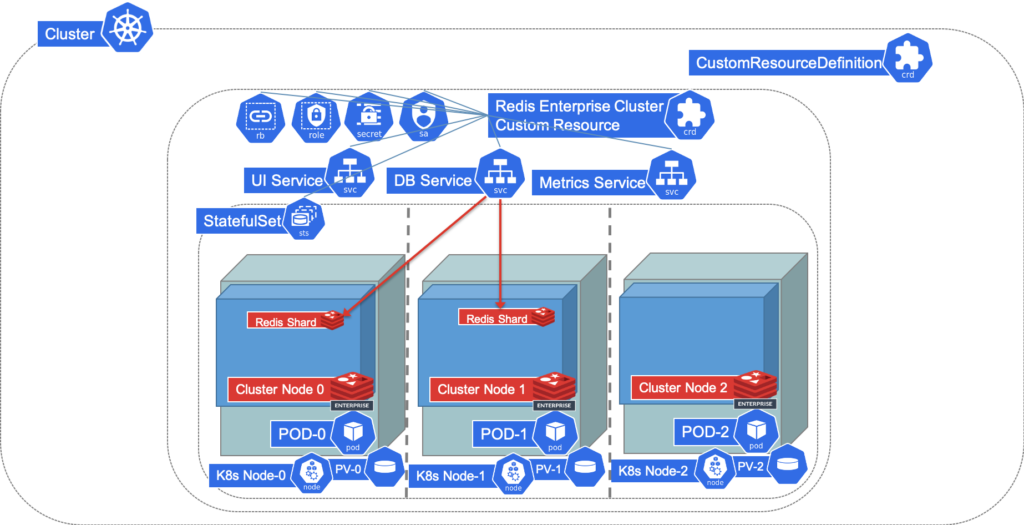 Cluster
CustomResourceDefinition
crd
Redis Enterprise Cluster
Custom Resource
crd
rb
role
secret
sa
UI Service
svc
DB Service
svc
Metrics Service
svc
StatefulSet
sts
Redis Shard
Redis Shard
Cluster Node 0
ENTERPRISE
Cluster Node 1
ENTERPRISE
Cluster Node 2
ENTERPRISE
POD-0
pod
POD-1
pod
POD-2
pod
K8s Node-0
node
PV-0
K8s Node-1
node
PV-1
K8s Node-2
node
PV-2